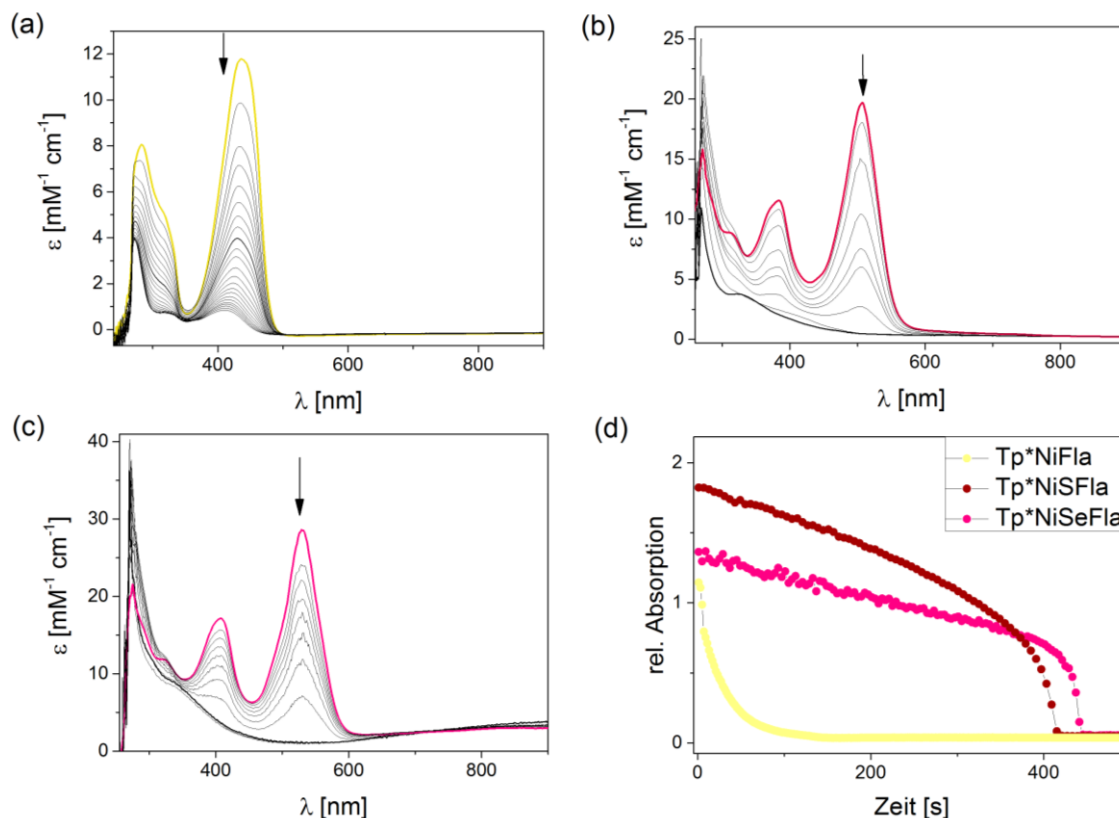 (a)
12
10
8
6
4
2
0
ε [mM⁻¹ cm⁻¹]
400
600
800
λ [nm]
(b)
25
20
15
10
5
0
ε [mM⁻¹ cm⁻¹]
400
600
800
λ [nm]
(c)
40
30
20
10
0
ε [mM⁻¹ cm⁻¹]
400
600
800
λ [nm]
(d)
2
1
0
rel. Absorption
Tp*NiFla
Tp*NiSFla
Tp*NiSeFla
0
200
400
Zeit [s]